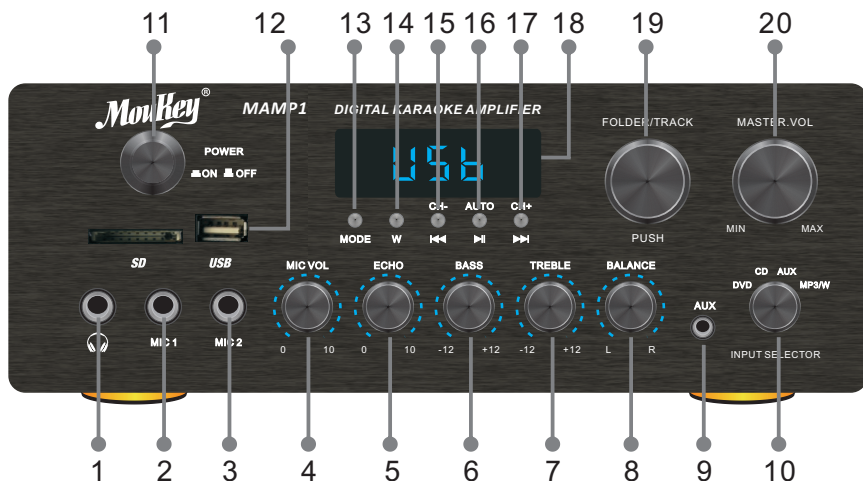 11 12 13 14 15 16 17 18 19 20
MouKey®
MAMP1 DIGITAL KARAOKE AMPLIFIER
FOLDER/TRACK
MASTER.VOL
POWER
ON OFF
USb
CH- AUTO CH+
MODE W
PUSH
MIN MAX
SD USB
MIC VOL ECHO BASS TREBLE BALANCE
CD AUX
DVD MP3/W
AUX
MIC 1 MIC 2
0 10 0 10 -12 +12 -12 +12 L R
INPUT SELECTOR
1 2 3 4 5 6 7 8 9 10